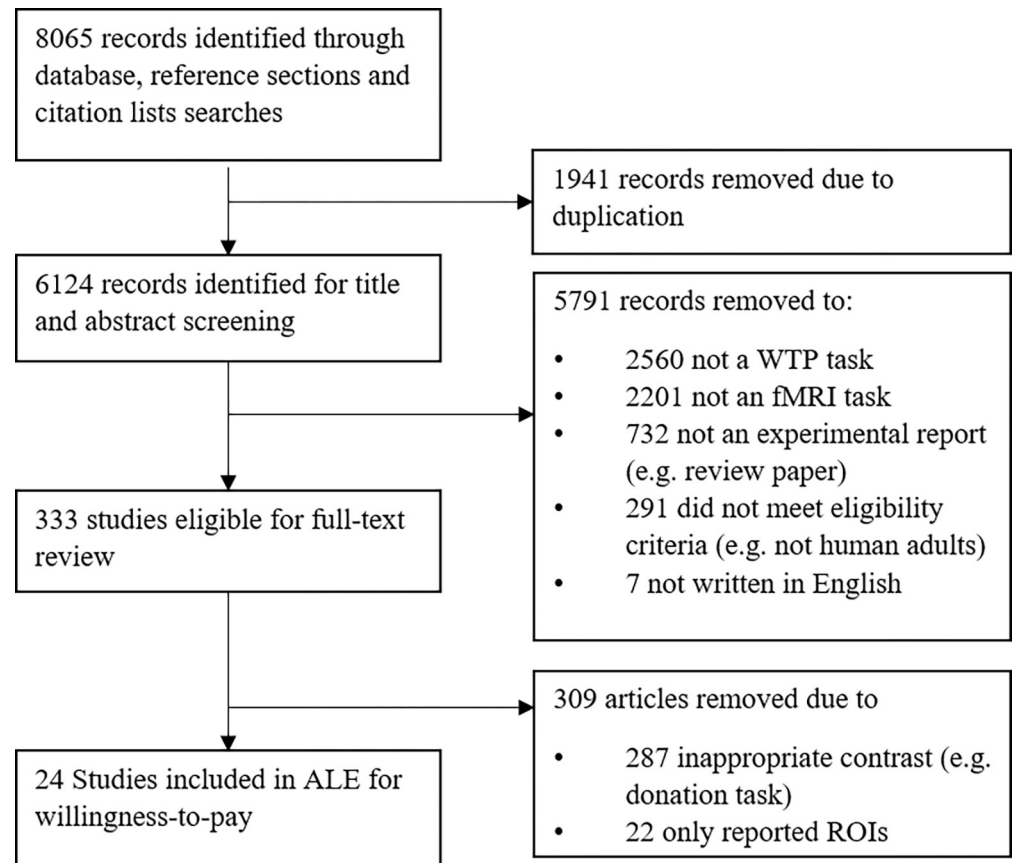 8065 records identified through
database, reference sections and
citation lists searches
1941 records removed due to
duplication
6124 records identified for title
and abstract screening
5791 records removed to:
• 2560 not a WTP task
• 2201 not an fMRI task
• 732 not an experimental report
(e.g. review paper)
• 291 did not meet eligibility
criteria (e.g. not human adults)
• 7 not written in English
333 studies eligible for full-text
review
309 articles removed due to
• 287 inappropriate contrast (e.g.
donation task)
• 22 only reported ROIs
24 Studies included in ALE for
willingness-to-pay